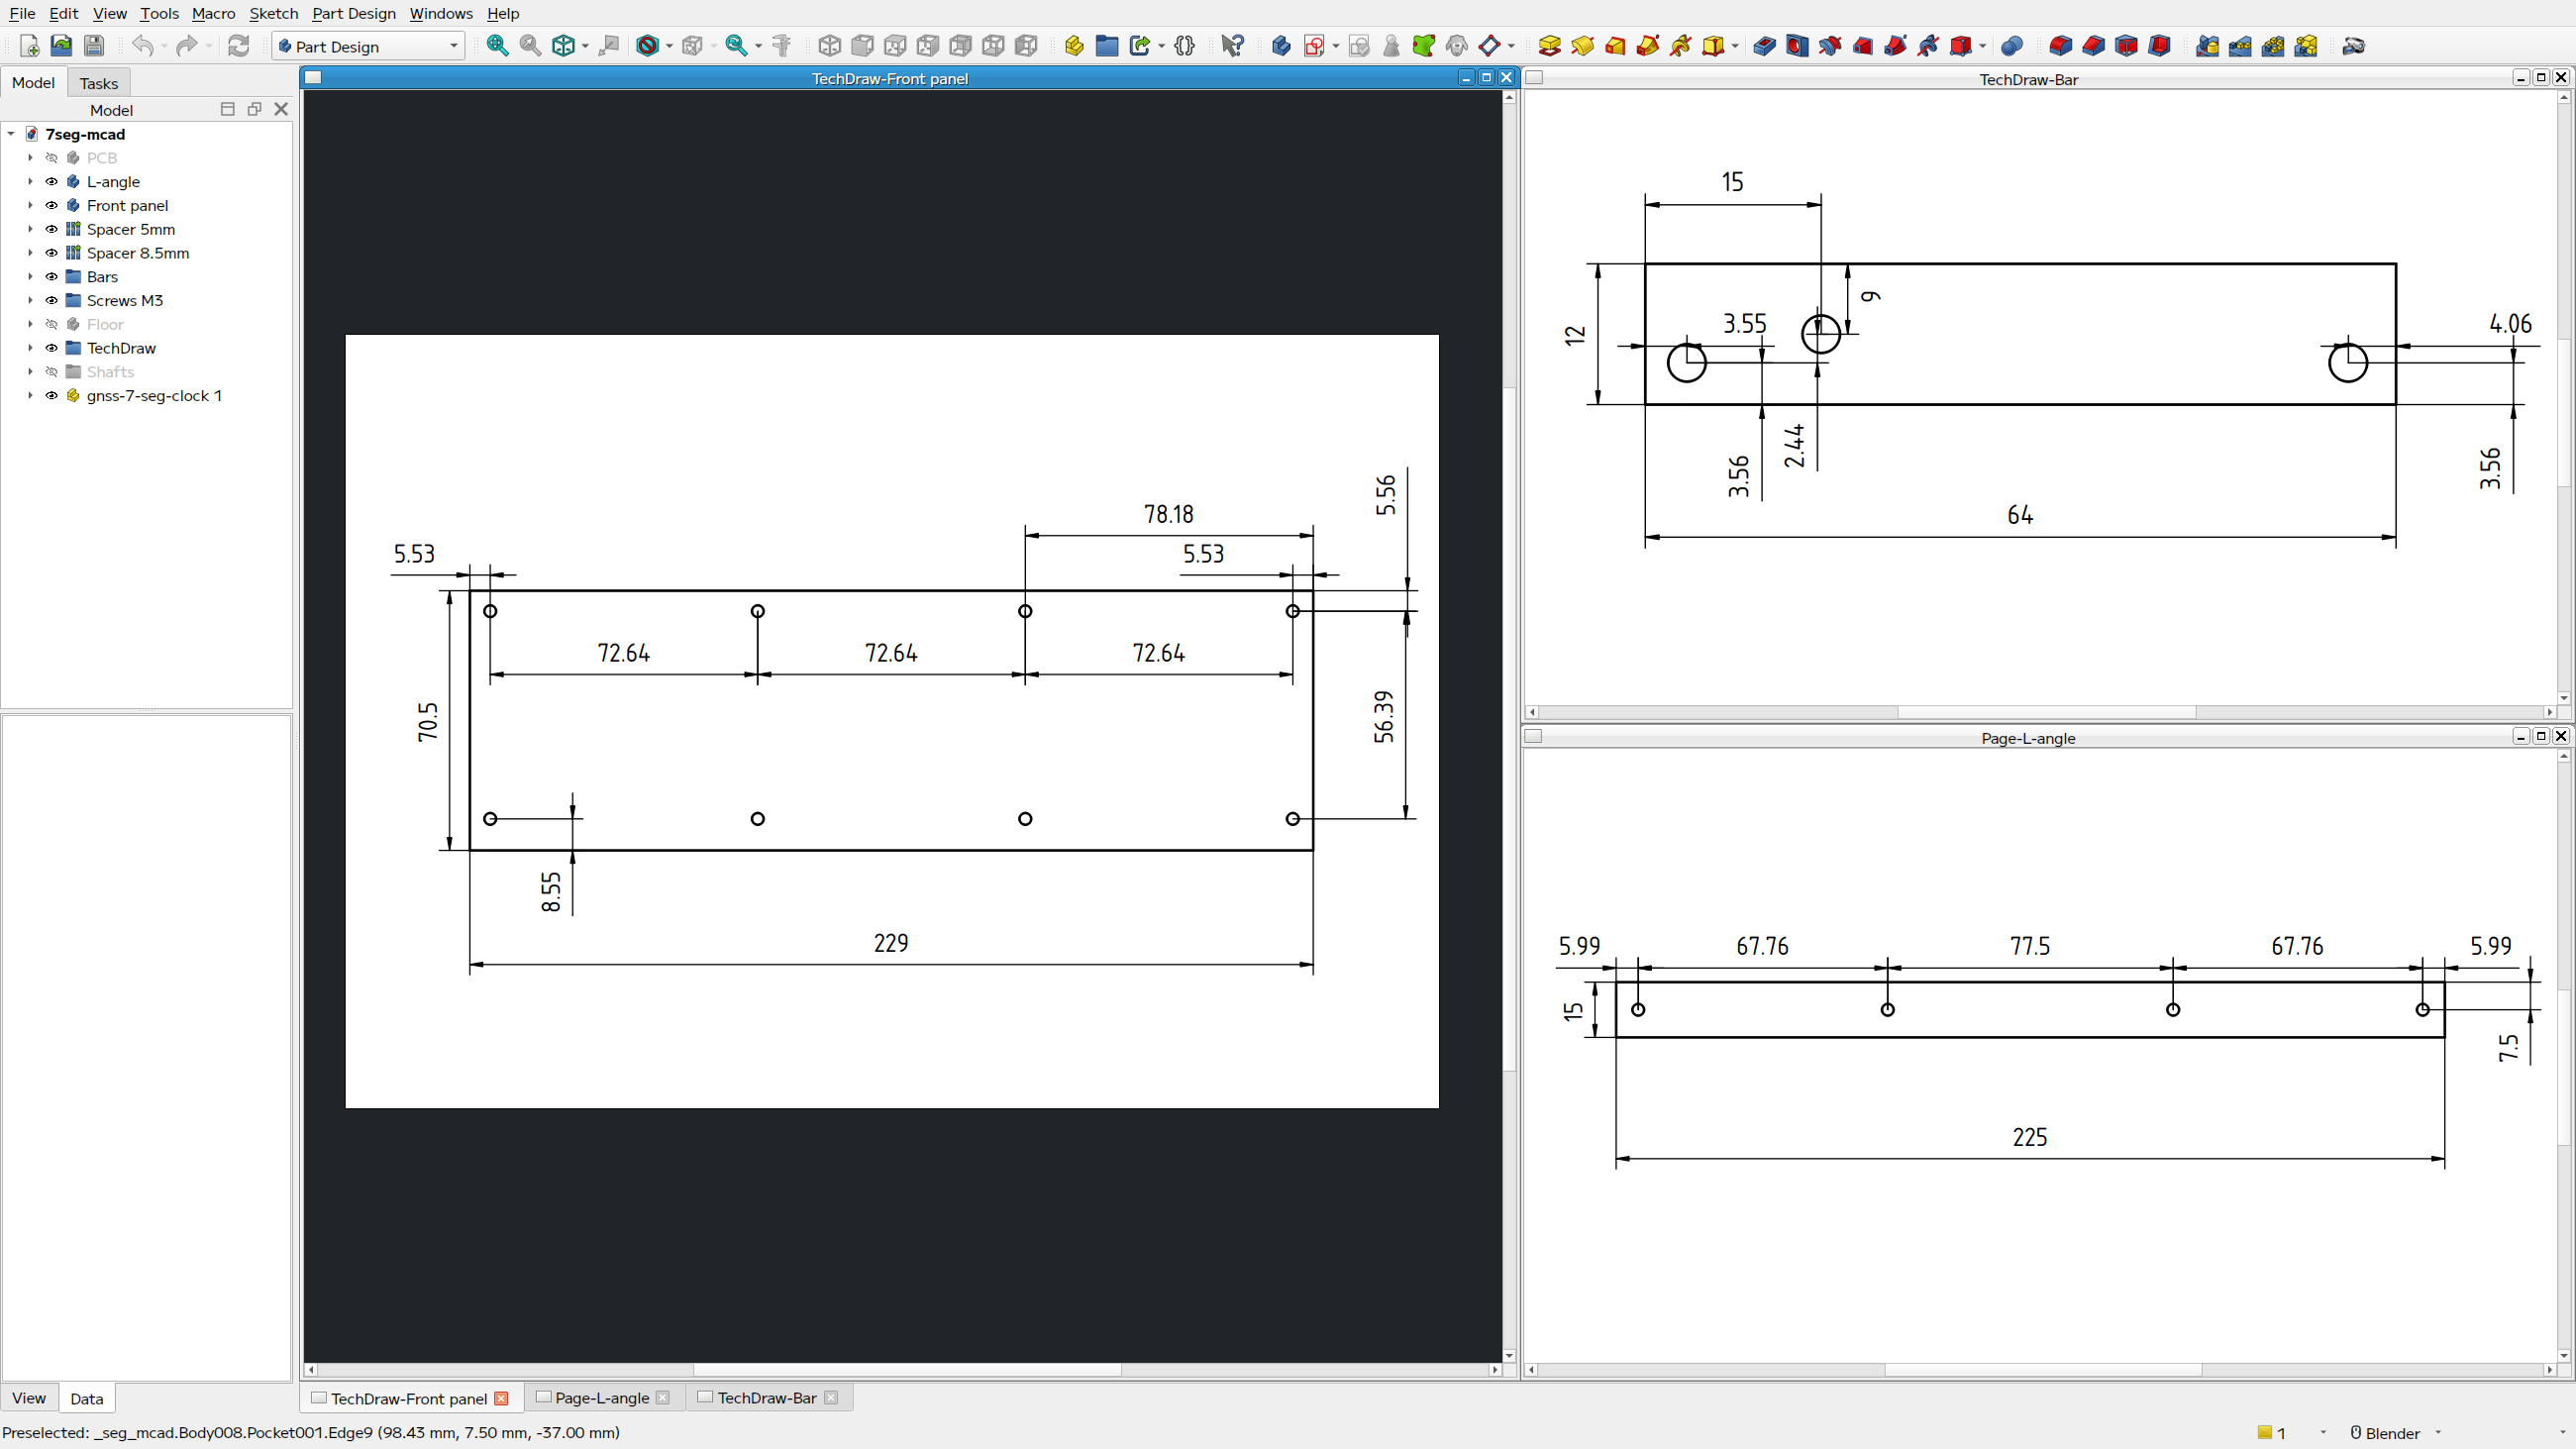 File Edit View Tools Macro Sketch Part Design Windows Help
Part Design
Model Tasks
Model
7seg-mcad
PCB
L-angle
Front panel
Spacer 5mm
Spacer 8.5mm
Bars
Screws M3
Floor
TechDraw
Shafts
gnss-7-seg-clock 1
View Data
TechDraw-Front panel
5.56
78.18
5.53
5.53
72.64
72.64
72.64
70.5
56.39
8.55
229
TechDraw-Bar
15
6
12
3.55
4.06
2.44
3.56
3.56
64
Page-L-angle
5.99
67.76
77.5
67.76
5.99
15
7.5
225
TechDraw-Front panel Page-L-angle TechDraw-Bar
Preselected: _seg_mcad.Body008.Pocket001.Edge9 (98.43 mm, 7.50 mm, -37.00 mm)
1
Blender